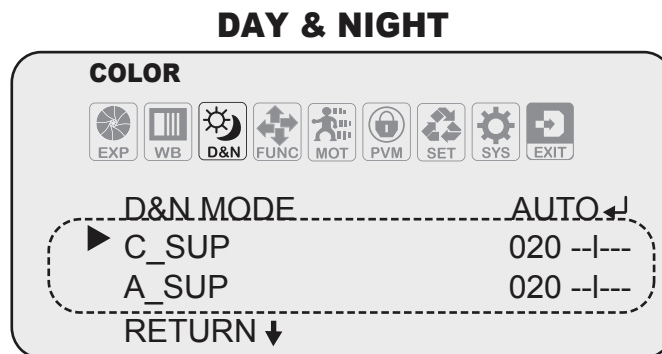 DAY & NIGHT
COLOR
EXP WB D&N FUNC MOT PVM SET SYS EXIT
D&N MODE AUTO↲
▶ C_SUP 020 --I---
A_SUP 020 --I---
RETURN ↓